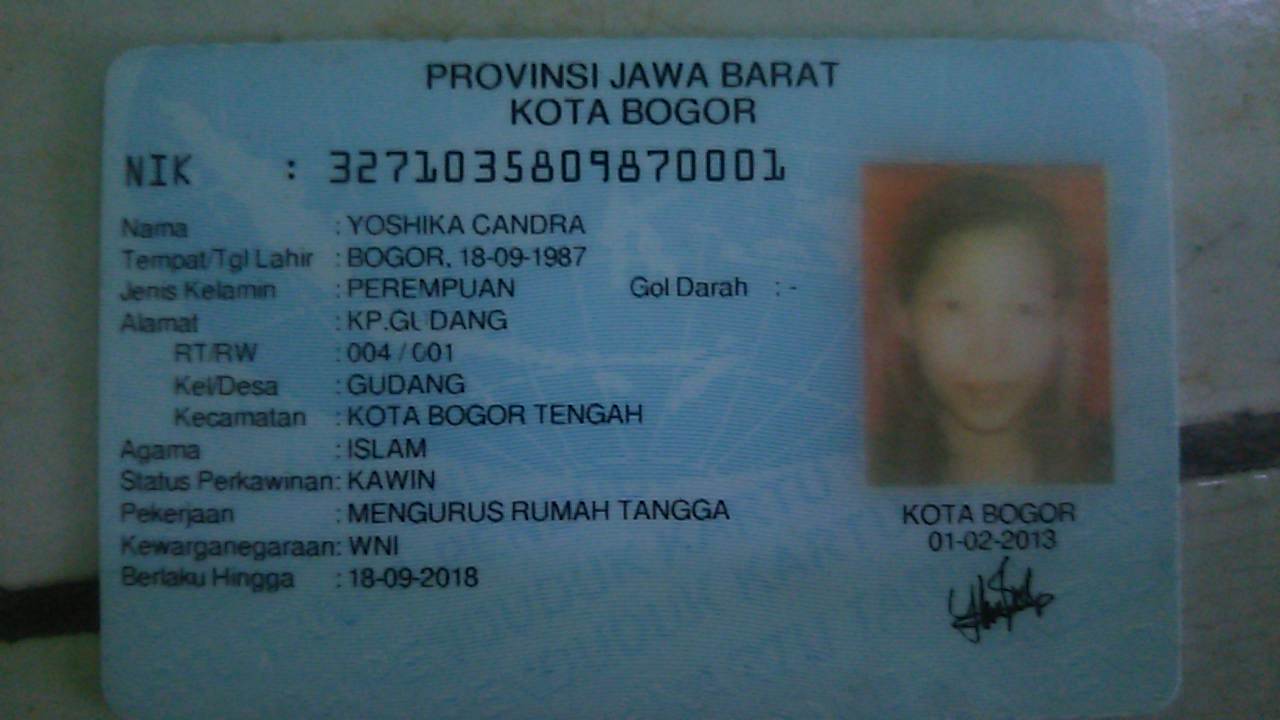 PROVINSI JAWA BARAT
KOTA BOGOR
NIK : 3271035809870001
Nama : YOSHIKA CANDRA
Tempat/Tgl Lahir : BOGOR, 18-09-1987
Jenis Kelamin : PEREMPUAN Gol Darah : -
Alamat : KP.GUDANG
RT/RW : 004 / 001
Kel/Desa : GUDANG
Kecamatan : KOTA BOGOR TENGAH
Agama : ISLAM
Status Perkawinan: KAWIN
Pekerjaan : MENGURUS RUMAH TANGGA
Kewarganegaraan: WNI
Berlaku Hingga : 18-09-2018
KOTA BOGOR
01-02-2013